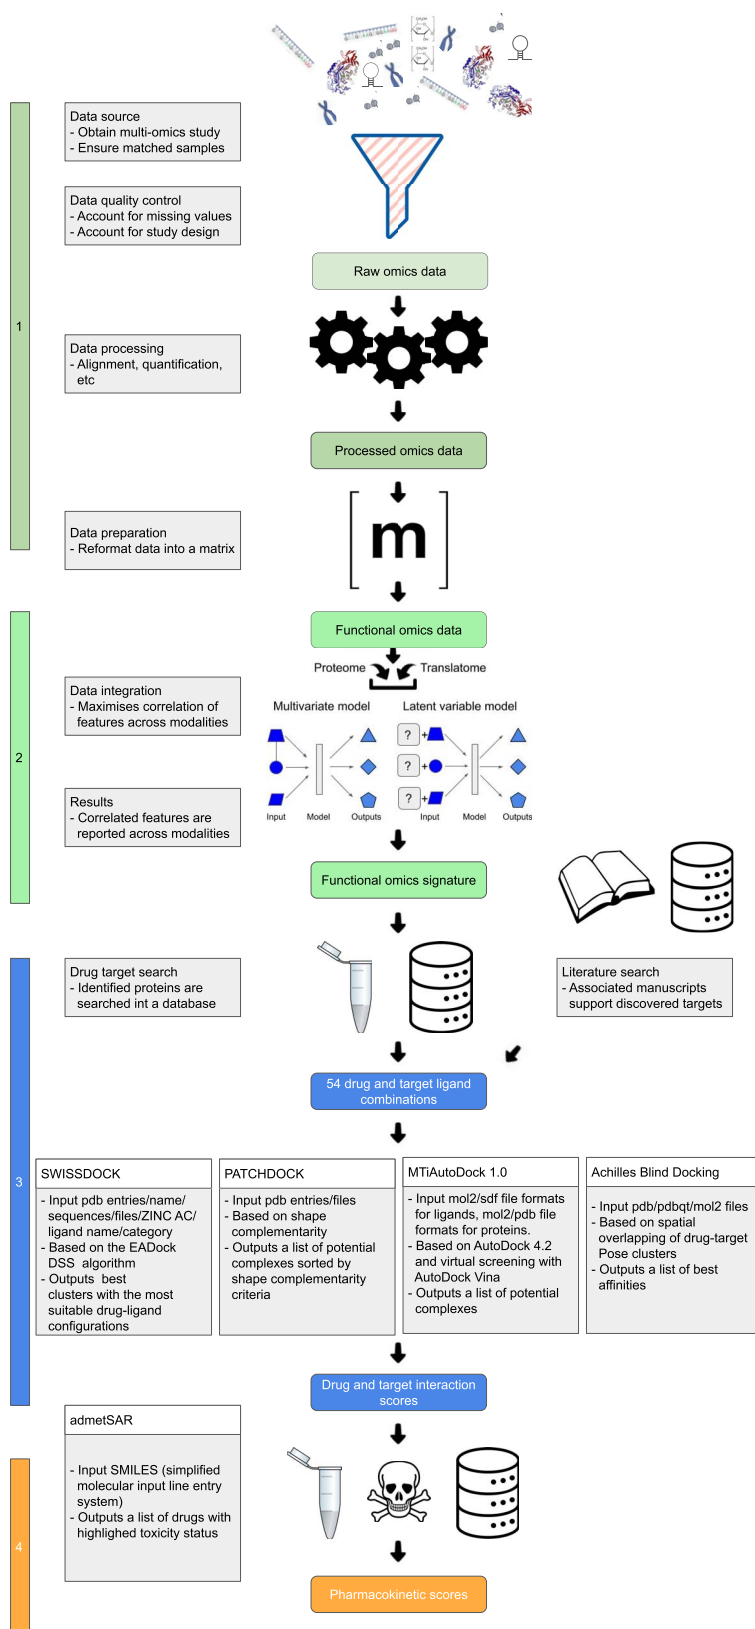 Data source
- Obtain multi-omics study
- Ensure matched samples
Data quality control
- Account for missing values
- Account for study design
Raw omics data
1
Data processing
- Alignment, quantification,
etc
Processed omics data
Data preparation
- Reformat data into a matrix
m
Functional omics data
Proteome
Translatome
Data integration
- Maximises correlation of
features across modalities
Multivariate model
Latent variable model
?
+
?
+
?
+
Input
Model
Outputs
Input
Model
Outputs
2
Results
- Correlated features are
reported across modalities
Functional omics signature
Drug target search
- Identified proteins are
searched int a database
Literature search
- Associated manuscripts
support discovered targets
54 drug and target ligand
combinations
3
SWISSDOCK
- Input pdb entries/name/
sequences/files/ZINC AC/
ligand name/category
- Based on the EADock
DSS algorithm
- Outputs best
clusters with the most
suitable drug-ligand
configurations
PATCHDOCK
- Input pdb entries/files
- Based on shape
complementarity
- Outputs a list of potential
complexes sorted by
shape complementarity
criteria
MTiAutoDock 1.0
- Input mol2/sdf file formats
for ligands, mol2/pdb file
formats for proteins.
- Based on AutoDock 4.2
and virtual screening with
AutoDock Vina
- Outputs a list of potential
complexes
Achilles Blind Docking
- Input pdb/pdbqt/mol2 files
- Based on spatial
overlapping of drug-target
Pose clusters
- Outputs a list of best
affinities
Drug and target interaction
scores
admetSAR
- Input SMILES (simplified
molecular input line entry
system)
- Outputs a list of drugs with
highlighed toxicity status
4
Pharmacokinetic scores